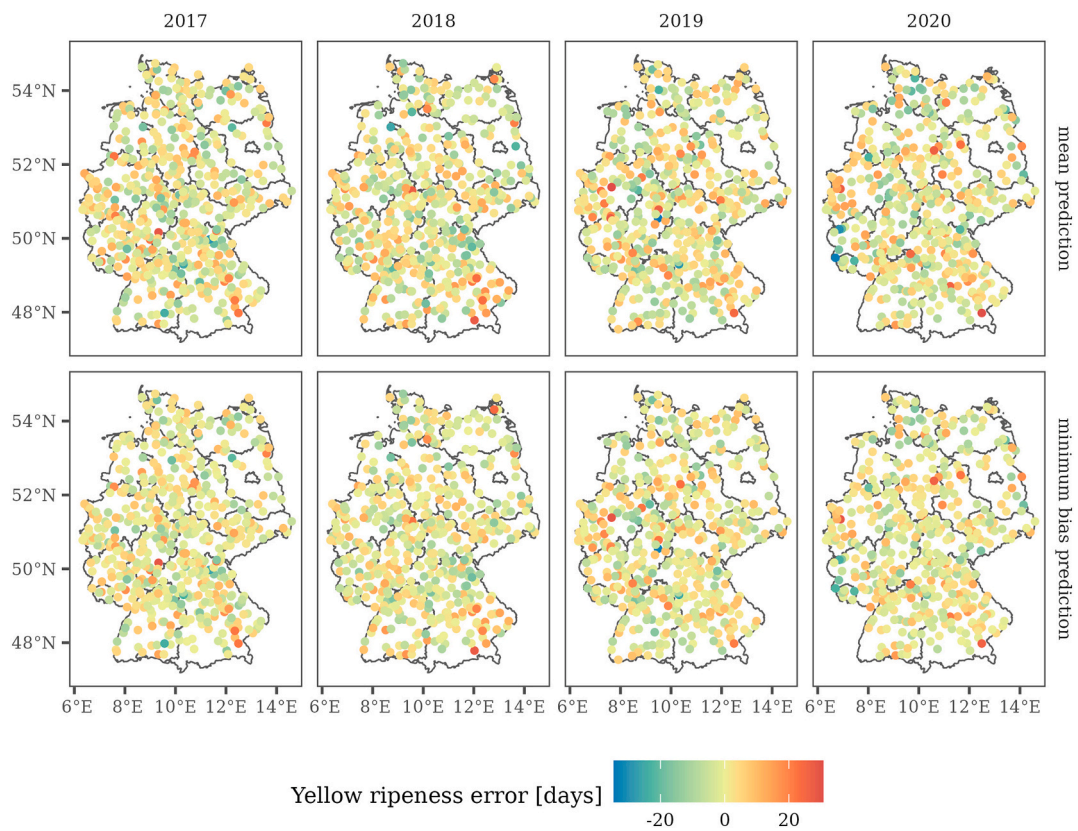 2017 2018 2019 2020
54°N
52°N
50°N
48°N
mean prediction
54°N
52°N
50°N
48°N
minimum bias prediction
6°E 8°E 10°E 12°E 14°E 6°E 8°E 10°E 12°E 14°E 6°E 8°E 10°E 12°E 14°E 6°E 8°E 10°E 12°E 14°E
Yellow ripeness error [days]
-20 0 20